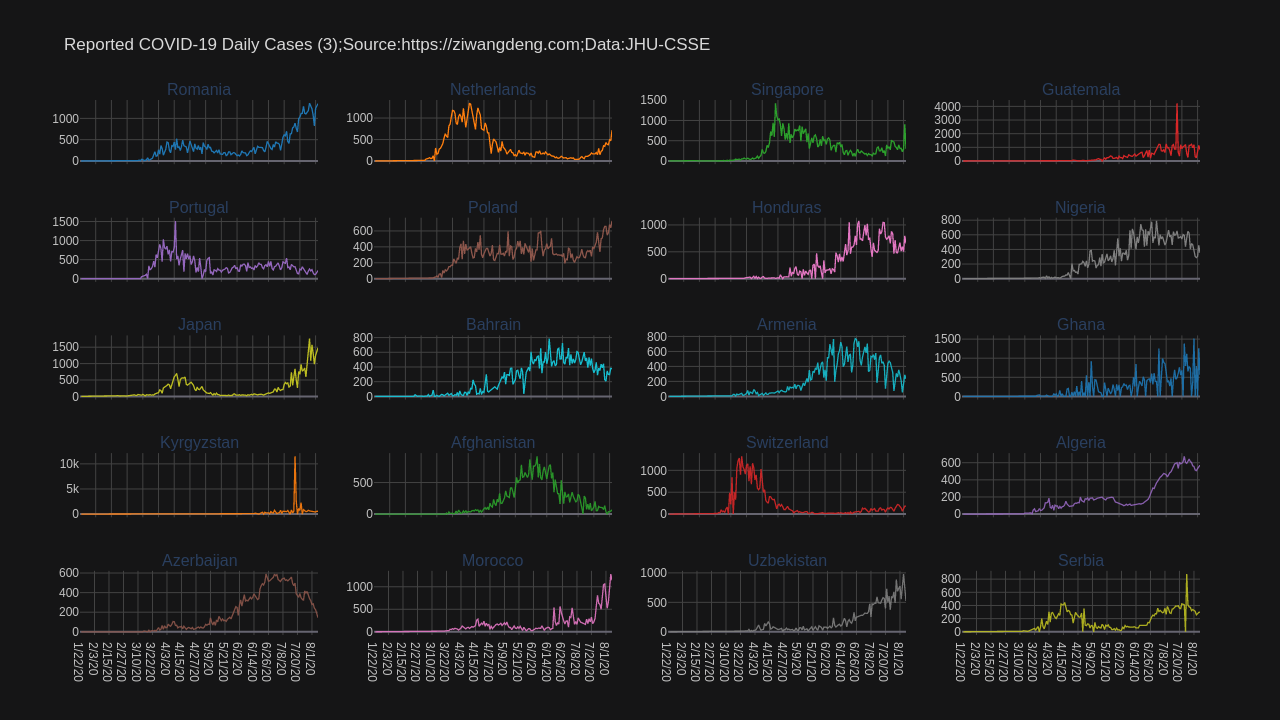 Reported COVID-19 Daily Cases (3);Source:https://ziwangdeng.com;Data:JHU-CSSE
Romania Netherlands Singapore Guatemala
1000 500 0
1000 500 0
1500 1000 500 0
4000 3000 2000 1000 0
Portugal Poland Honduras Nigeria
1500 1000 500 0
600 400 200 0
1000 500 0
800 600 400 200 0
Japan Bahrain Armenia Ghana
1500 1000 500 0
800 600 400 200 0
800 600 400 200 0
1500 1000 500 0
Kyrgyzstan Afghanistan Switzerland Algeria
10k 5k 0
500 0
1000 500 0
600 400 200 0
Azerbaijan Morocco Uzbekistan Serbia
600 400 200 0
1000 500 0
1000 500 0
800 600 400 200 0
1/22/20 2/3/20 2/15/20 2/27/20 3/10/20 3/22/20 4/3/20 4/15/20 4/27/20 5/9/20 5/21/20 6/2/20 6/14/20 6/26/20 7/8/20 7/20/20 8/1/20
1/22/20 2/3/20 2/15/20 2/27/20 3/10/20 3/22/20 4/3/20 4/15/20 4/27/20 5/9/20 5/21/20 6/2/20 6/14/20 6/26/20 7/8/20 7/20/20 8/1/20
1/22/20 2/3/20 2/15/20 2/27/20 3/10/20 3/22/20 4/3/20 4/15/20 4/27/20 5/9/20 5/21/20 6/2/20 6/14/20 6/26/20 7/8/20 7/20/20 8/1/20
1/22/20 2/3/20 2/15/20 2/27/20 3/10/20 3/22/20 4/3/20 4/15/20 4/27/20 5/9/20 5/21/20 6/2/20 6/14/20 6/26/20 7/8/20 7/20/20 8/1/20